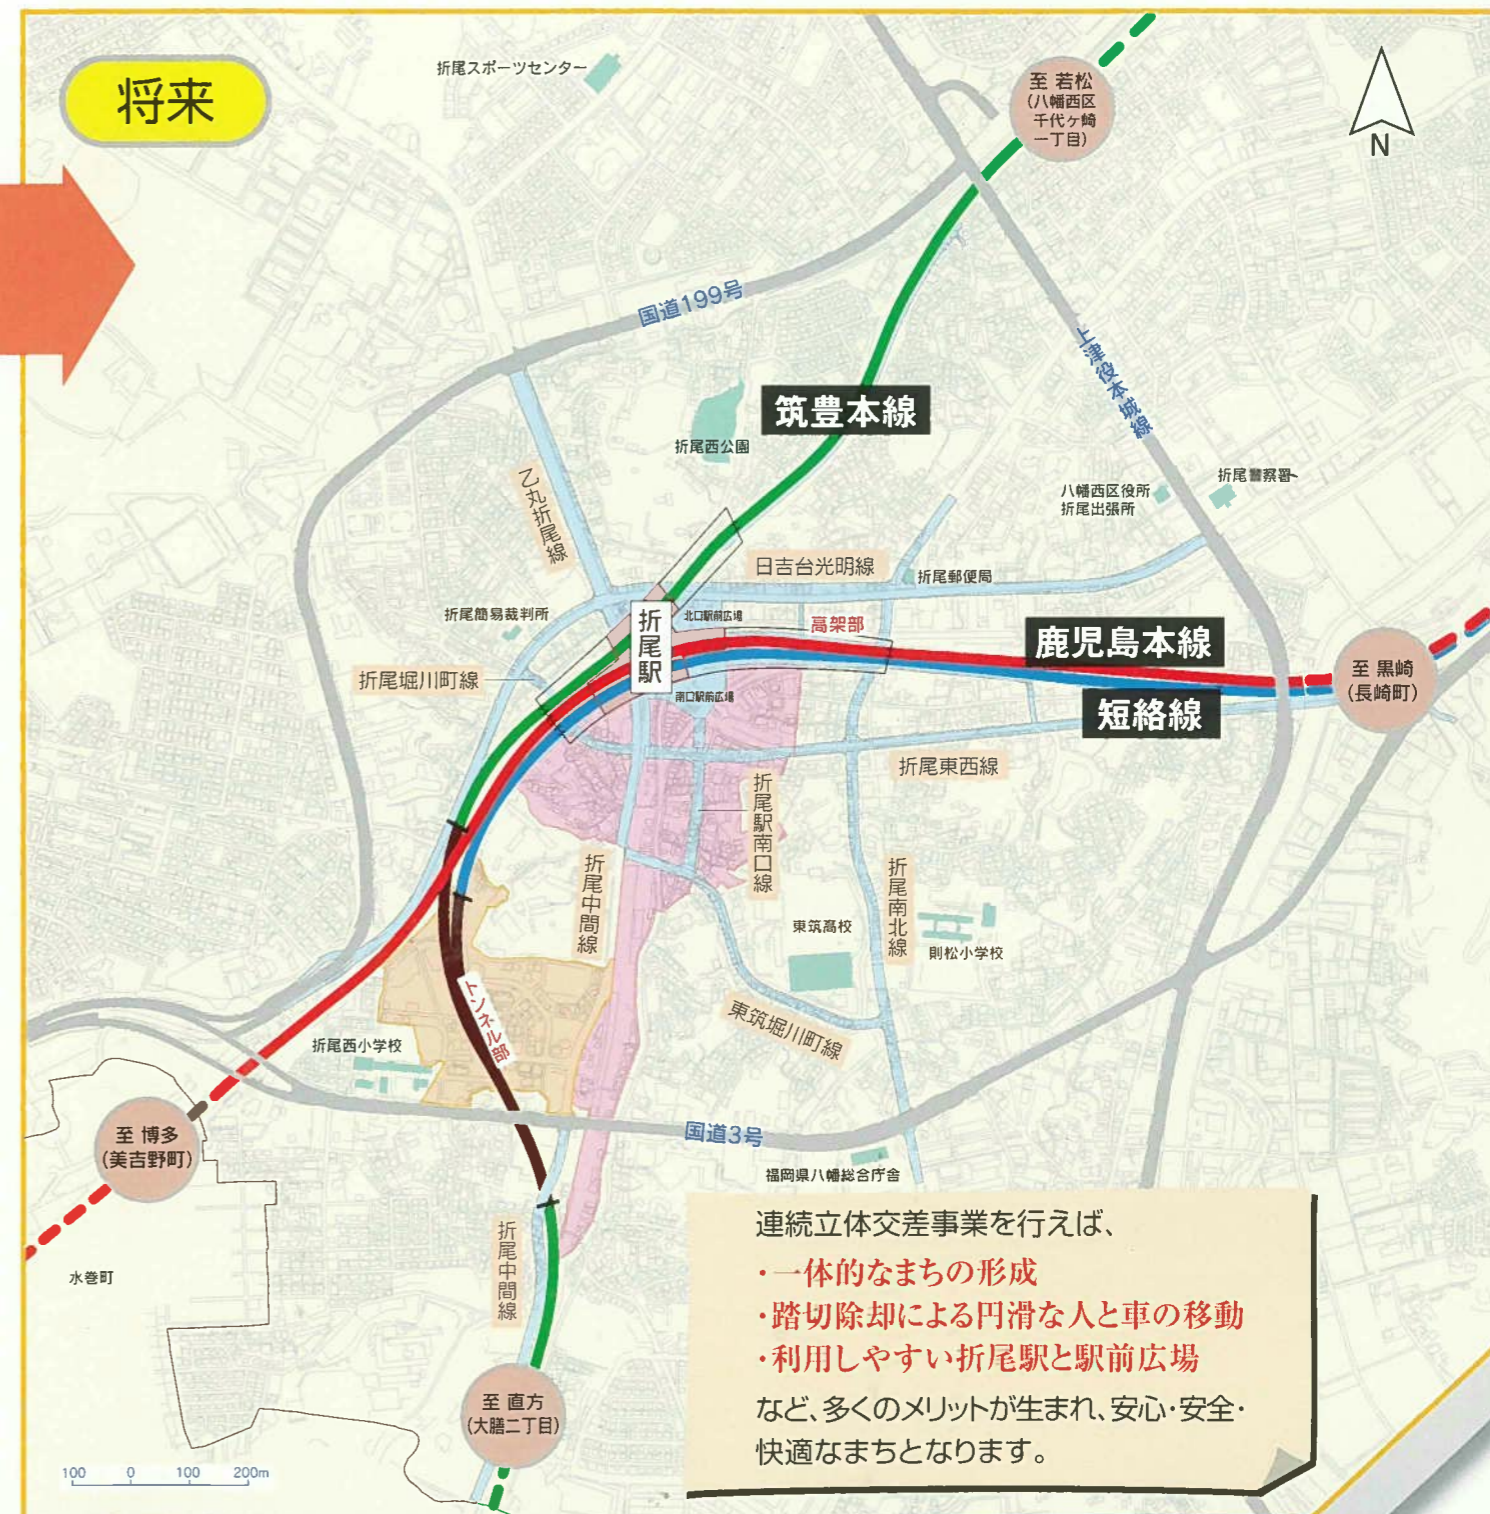 将来
折尾スポーツセンター
至 若松
(八幡西区
千代ヶ崎
一丁目)
N
国道199号
上津役本城線
筑豊本線
折尾西公園
乙丸折尾線
八幡西区役所
折尾出張所
折尾警察署
日吉台光明線
折尾郵便局
折尾簡易裁判所
北口駅前広場
高架部
折尾駅
鹿児島本線
至 黒崎
(長崎町)
折尾堀川町線
南口駅前広場
短絡線
折尾東西線
折尾駅南口線
折尾中間線
折尾南北線
東筑高校
則松小学校
トンネル部
東筑堀川町線
折尾西小学校
国道3号
至 博多
(美吉野町)
福岡県八幡総合庁舎
水巻町
折尾中間線
至 直方
(大膳二丁目)
連続立体交差事業を行えば、
・一体的なまちの形成
・踏切除却による円滑な人と車の移動
・利用しやすい折尾駅と駅前広場
など、多くのメリットが生まれ、安心・安全・
快適なまちとなります。
100 0 100 200m